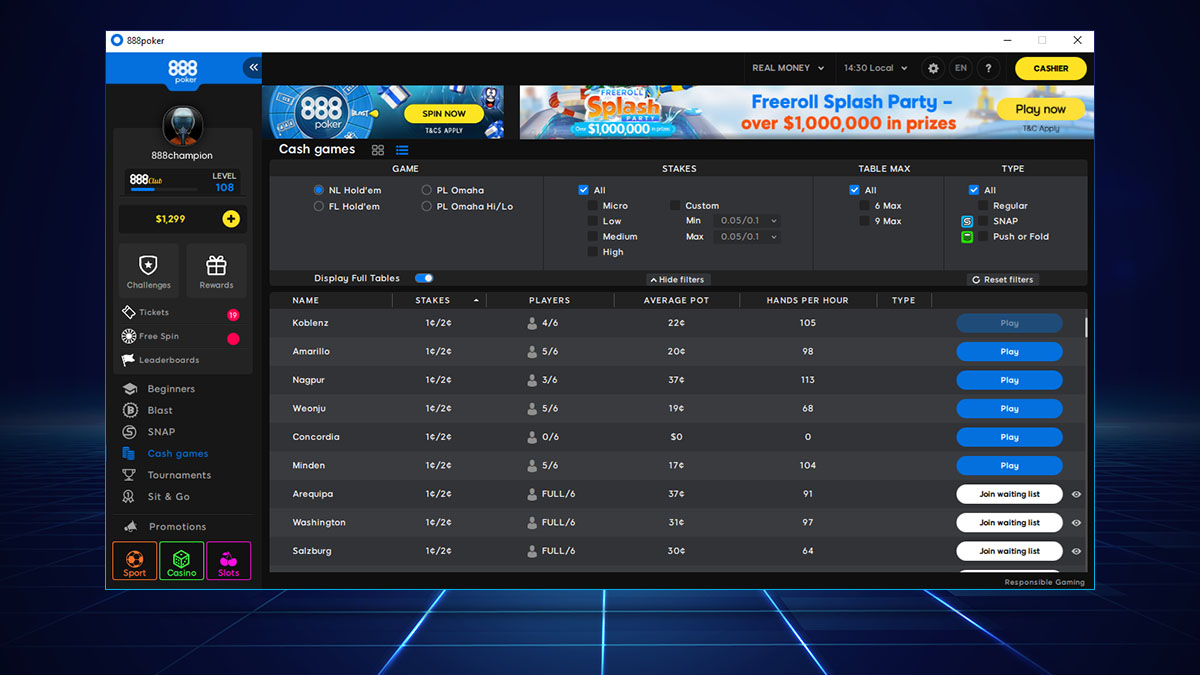 888poker
888
poker
REAL MONEY
14:30 Local
EN
?
CASHIER
888
poker
BLAST
SPIN NOW
T&CS APPLY
FREEROLL
Splash
PARTY
Over $1,000,000 in prizes
Freeroll Splash Party –
over $1,000,000 in prizes
Play now
T&C Apply
888champion
888Club
LEVEL
108
$1,299
Challenges
Rewards
Tickets
19
Free Spin
Leaderboards
Beginners
Blast
SNAP
Cash games
Tournaments
Sit & Go
Promotions
Sport
Casino
Slots
Cash games
GAME STAKES TABLE MAX TYPE
NL Hold'em PL Omaha All All All
FL Hold'em PL Omaha Hi/Lo Micro Custom 6 Max Regular
Low Min 0.05/0.1 9 Max SNAP
Medium Max 0.05/0.1 Push or Fold
High
Display Full Tables Hide filters Reset filters
NAME STAKES PLAYERS AVERAGE POT HANDS PER HOUR TYPE
Koblenz 1¢/2¢ 4/6 22¢ 105 Play
Amarillo 1¢/2¢ 5/6 20¢ 98 Play
Nagpur 1¢/2¢ 3/6 37¢ 113 Play
Weonju 1¢/2¢ 5/6 19¢ 68 Play
Concordia 1¢/2¢ 0/6 $0 0 Play
Minden 1¢/2¢ 5/6 17¢ 104 Play
Arequipa 1¢/2¢ FULL/6 37¢ 91 Join waiting list
Washington 1¢/2¢ FULL/6 31¢ 97 Join waiting list
Salzburg 1¢/2¢ FULL/6 30¢ 64 Join waiting list
Responsible Gaming